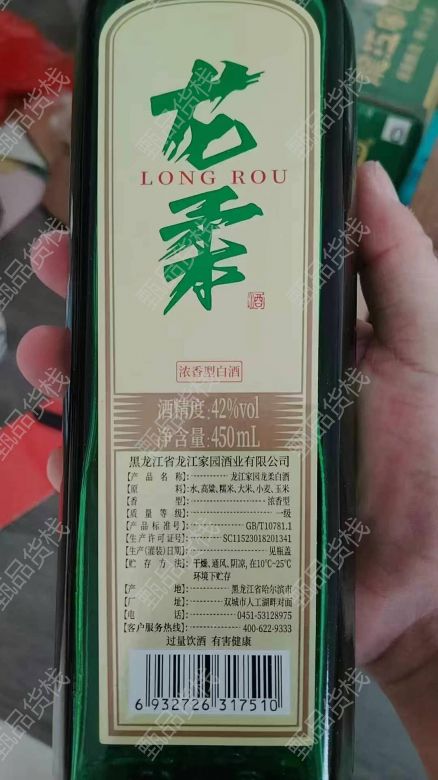 龙柔
LONG ROU
酒
浓香型白酒
酒精度:42%vol
净含量:450mL
黑龙江省龙江家园酒业有限公司
【产品名称】: 龙江家园龙柔白酒
【原料】: 水、高粱、糯米、大米、小麦、玉米
【香型】: 浓香型
【质量等级】: 一级
【产品标准号】: GB/T10781.1
【生产许可证号】: SC11523018201341
【生产(灌装)日期】: 见瓶盖
【贮存方法】: 干燥、通风、阴凉,在10℃~25℃
环境下贮存
【产地】: 黑龙江省哈尔滨市
【厂址】: 双城市人工湖畔对面
【电话】: 0451-53128975
【客户服务热线】: 400-622-9333
过量饮酒 有害健康
6 932726 317510
甄品货栈